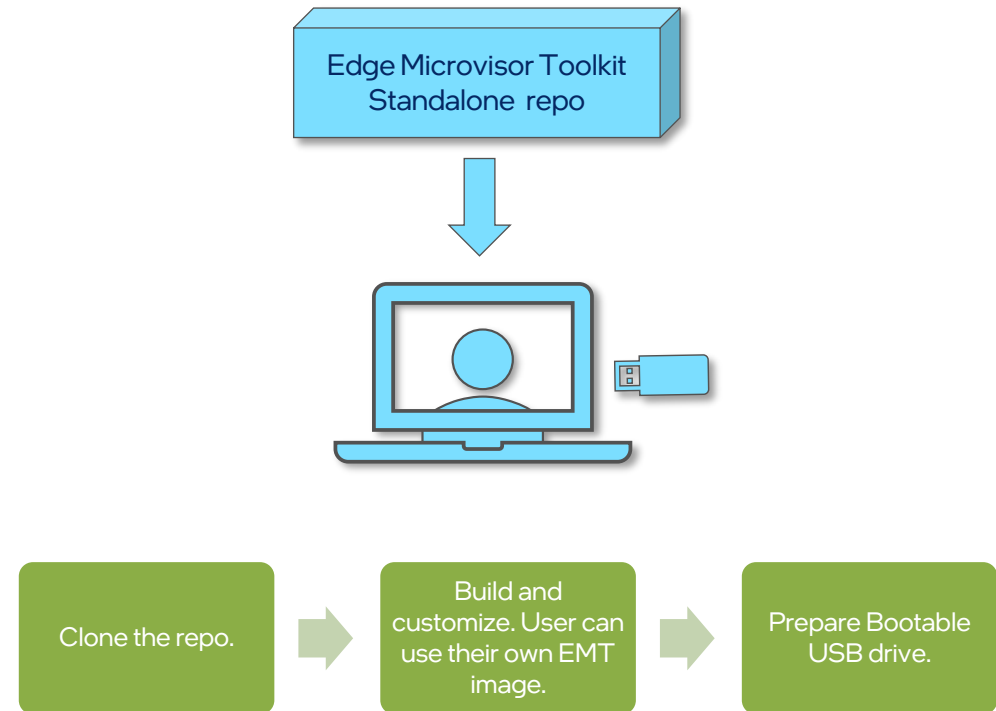 Edge Microvisor Toolkit
Standalone repo
Clone the repo.
Build and
customize. User can
use their own EMT
image.
Prepare Bootable
USB drive.